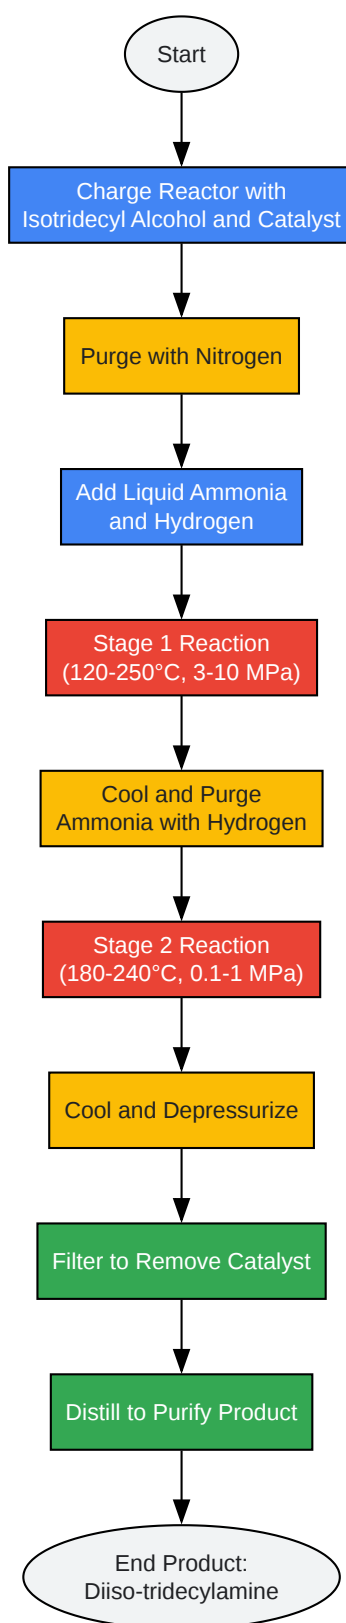 Start
Charge Reactor with
Isotridecyl Alcohol and Catalyst
Purge with Nitrogen
Add Liquid Ammonia
and Hydrogen
Stage 1 Reaction
(120-250°C, 3-10 MPa)
Cool and Purge
Ammonia with Hydrogen
Stage 2 Reaction
(180-240°C, 0.1-1 MPa)
Cool and Depressurize
Filter to Remove Catalyst
Distill to Purify Product
End Product:
Diiso-tridecylamine